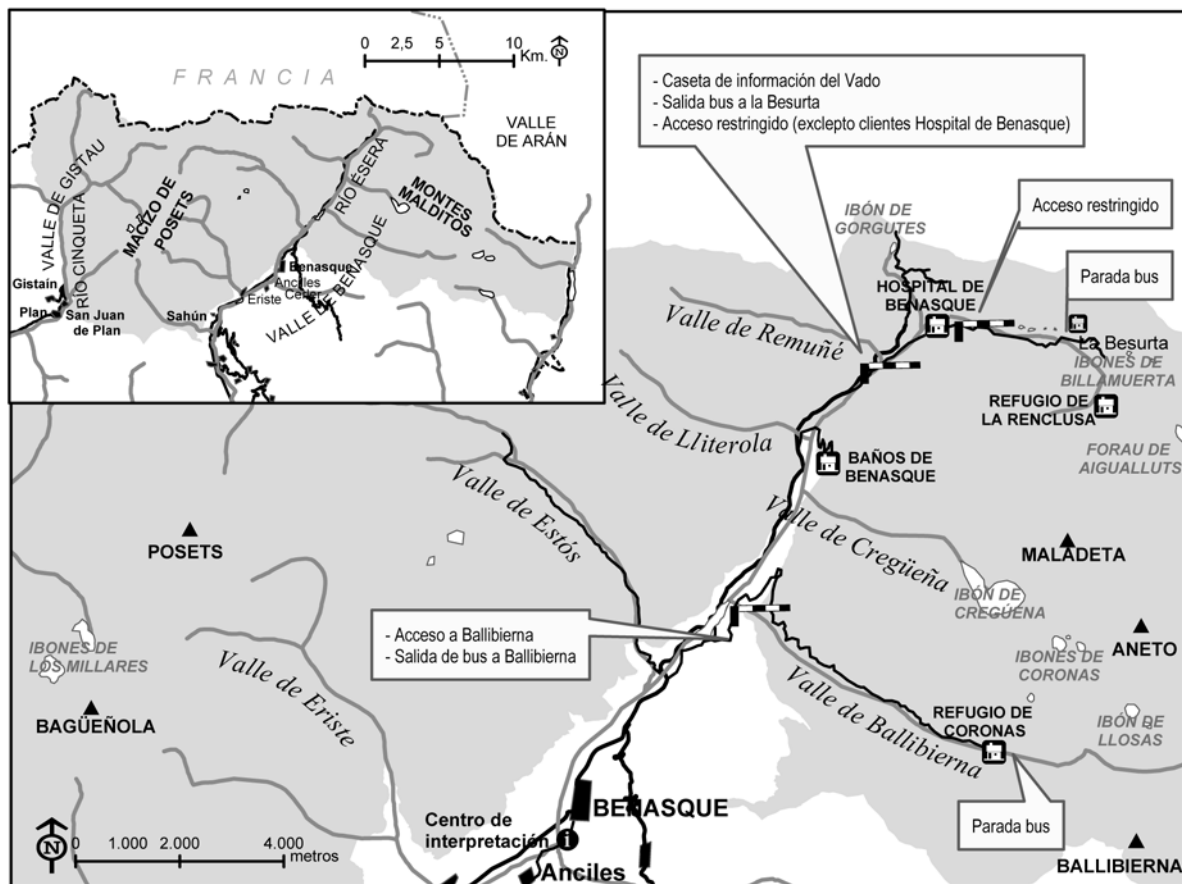 0 2,5 5 10
Km.
N
FRANCIA
VALLE
DE ARÁN
VALLE DE GISTAU
RÍO CINQUETA
MACIZO DE
POSETS
RÍO ÉSERA
MONTES
MALDITOS
VALLE DE BENASQUE
Benasque
Anciles
Cerler
Eriste
Sahún
Gistaín
Plan
San Juan
de Plan
- Caseta de información del Vado
- Salida bus a la Besurta
- Acceso restringido (exclepto clientes Hospital de Benasque)
Acceso restringido
Parada bus
IBÓN DE
GORGUTES
HOSPITAL DE
BENASQUE
La Besurta
IBONES DE
BILLAMUERTA
REFUGIO DE
LA RENCLUSA
FORAU DE
AIGUALLUTS
Valle de Remuñé
Valle de Lliterola
BAÑOS DE
BENASQUE
Valle de Estós
Valle de Cregüeña
POSETS
MALADETA
IBÓN DE
CREGÜENA
- Acceso a Ballibierna
- Salida de bus a Ballibierna
ANETO
IBONES DE
CORONAS
IBONES DE
LOS MILLARES
BAGÜEÑOLA
Valle de Eriste
Valle de Ballibierna
REFUGIO DE
CORONAS
IBÓN DE
LLOSAS
Parada bus
BALLIBIERNA
BENASQUE
Centro de
interpretación
i
Anciles
N
0 1.000 2.000 4.000
metros